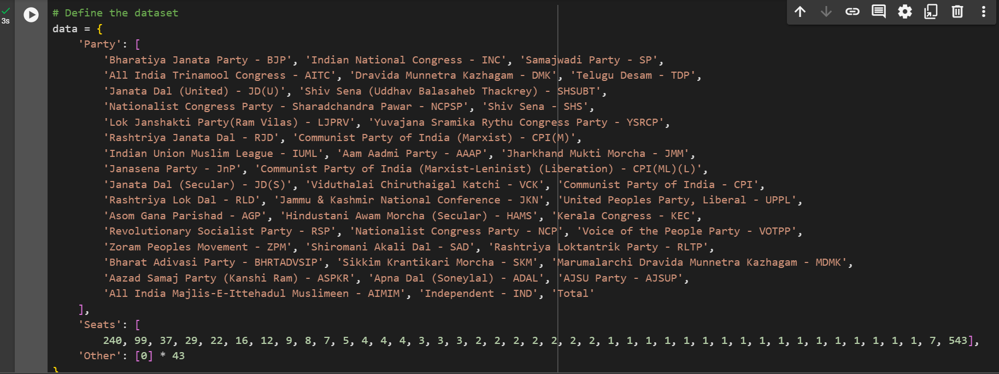 # Define the dataset
3s
data = {
'Party': [
'Bharatiya Janata Party - BJP', 'Indian National Congress - INC', 'Samajwadi Party - SP',
'All India Trinamool Congress - AITC', 'Dravida Munnetra Kazhagam - DMK', 'Telugu Desam - TDP',
'Janata Dal (United) - JD(U)', 'Shiv Sena (Uddhav Balasaheb Thackrey) - SHSUBT',
'Nationalist Congress Party - Sharadchandra Pawar - NCPSP', 'Shiv Sena - SHS',
'Lok Janshakti Party(Ram Vilas) - LJPRV', 'Yuvajana Sramika Rythu Congress Party - YSRCP',
'Rashtriya Janata Dal - RJD', 'Communist Party of India (Marxist) - CPI(M)',
'Indian Union Muslim League - IUML', 'Aam Aadmi Party - AAAP', 'Jharkhand Mukti Morcha - JMM',
'Janasena Party - JnP', 'Communist Party of India (Marxist-Leninist) (Liberation) - CPI(ML)(L)',
'Janata Dal (Secular) - JD(S)', 'Viduthalai Chiruthaigal Katchi - VCK', 'Communist Party of India - CPI',
'Rashtriya Lok Dal - RLD', 'Jammu & Kashmir National Conference - JKN', 'United Peoples Party, Liberal - UPPL',
'Asom Gana Parishad - AGP', 'Hindustani Awam Morcha (Secular) - HAMS', 'Kerala Congress - KEC',
'Revolutionary Socialist Party - RSP', 'Nationalist Congress Party - NCP', 'Voice of the People Party - VOTPP',
'Zoram Peoples Movement - ZPM', 'Shiromani Akali Dal - SAD', 'Rashtriya Loktantrik Party - RLTP',
'Bharat Adivasi Party - BHRTADVSIP', 'Sikkim Krantikari Morcha - SKM', 'Marumalarchi Dravida Munnetra Kazhagam - MDMK',
'Aazad Samaj Party (Kanshi Ram) - ASPKR', 'Apna Dal (Soneylal) - ADAL', 'AJSU Party - AJSUP',
'All India Majlis-E-Ittehadul Muslimeen - AIMIM', 'Independent - IND', 'Total'
],
'Seats': [
240, 99, 37, 29, 22, 16, 12, 9, 8, 7, 5, 4, 4, 4, 3, 3, 3, 2, 2, 2, 2, 2, 2, 2, 1, 1, 1, 1, 1, 1, 1, 1, 1, 1, 1, 1, 1, 1, 1, 1, 1, 7, 543],
'Other': [0] * 43
}